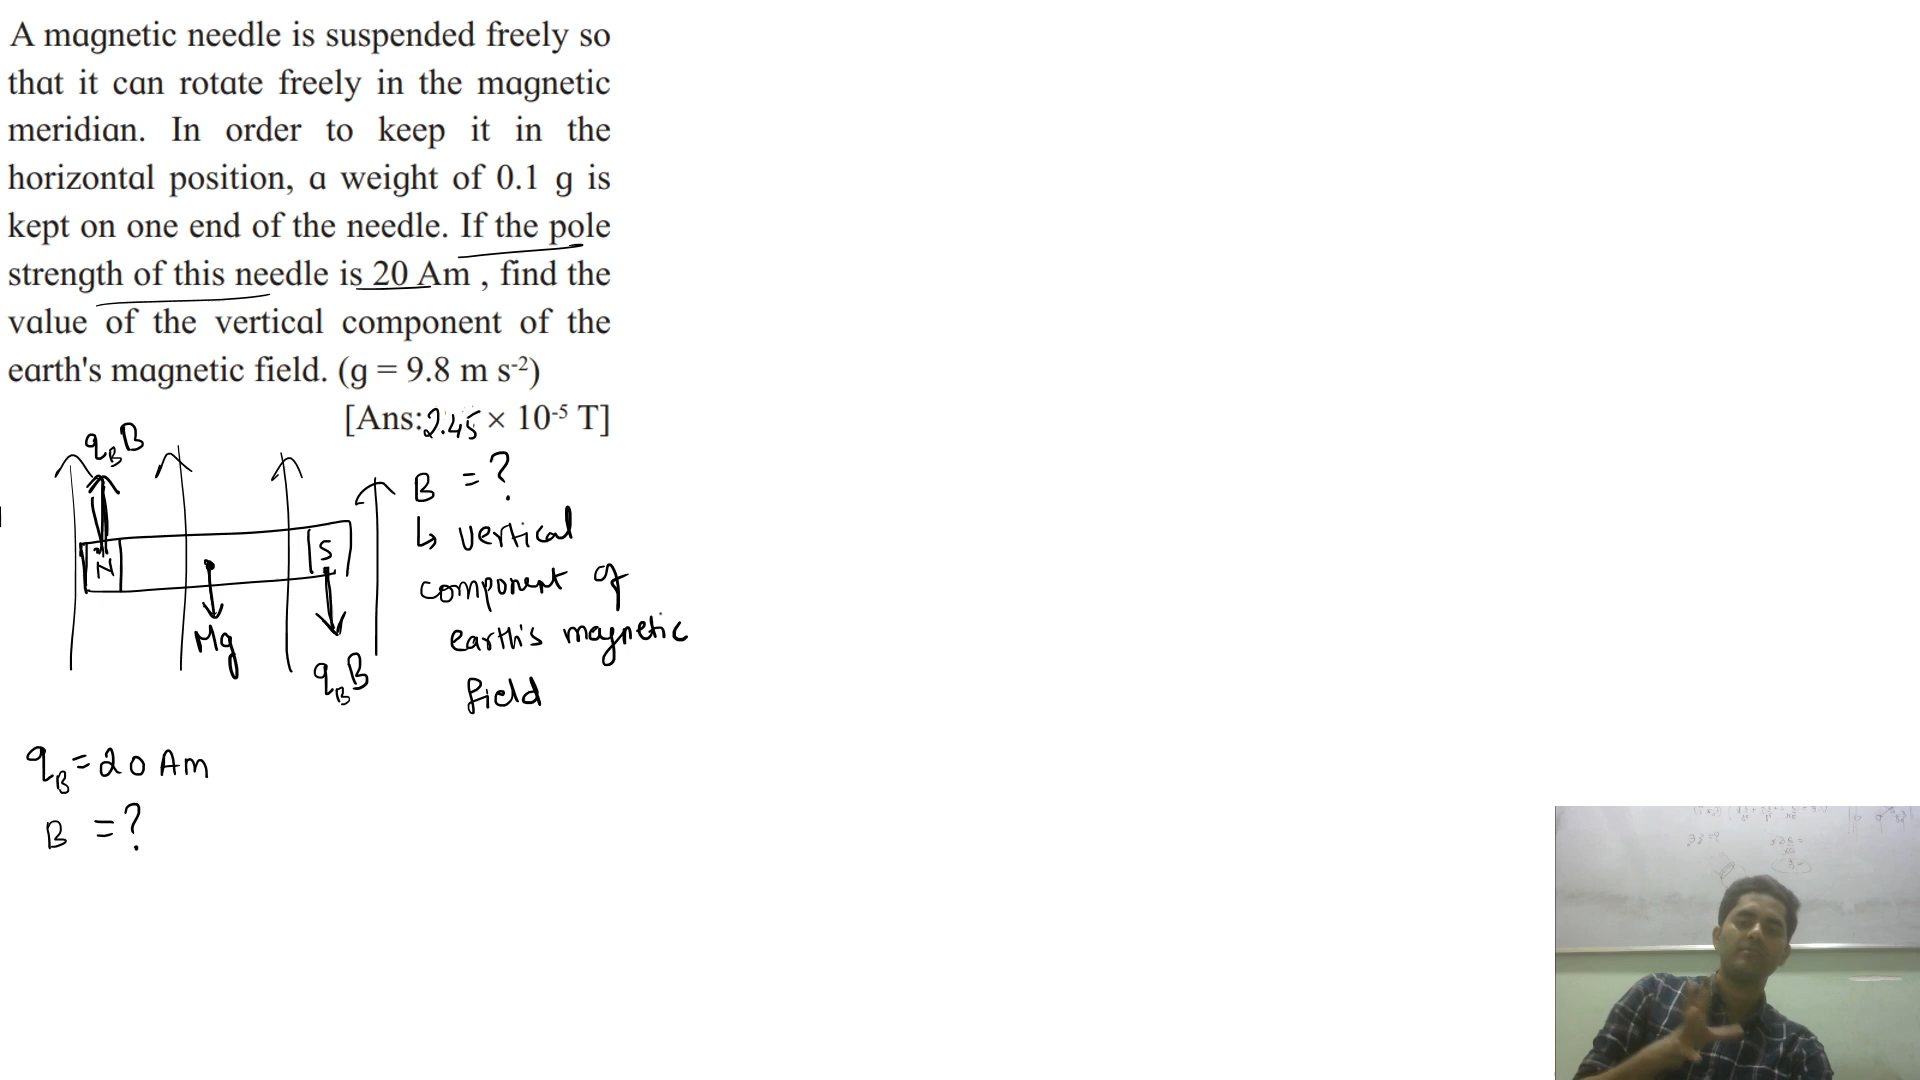 A magnetic needle is suspended freely so
that it can rotate freely in the magnetic
meridian. In order to keep it in the
horizontal position, a weight of 0.1 g is
kept on one end of the needle. If the pole
strength of this needle is 20 Am , find the
value of the vertical component of the
earth's magnetic field. (g = 9.8 m s⁻²)
[Ans: 2.45 × 10⁻⁵ T]
q_B B
B = ?
↳ vertical
component of
earth's magnetic
field
N
S
Mg
q_B B
q_B = 20 Am
B = ?